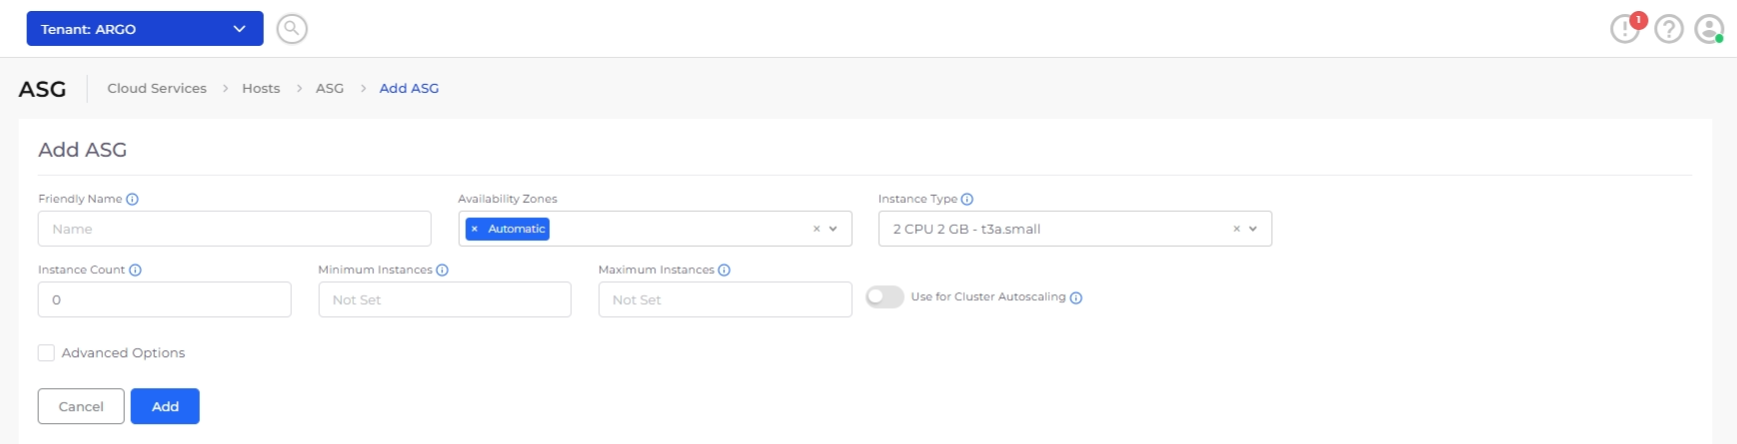 Tenant: ARGO
1
ASG
Cloud Services > Hosts > ASG > Add ASG
Add ASG
Friendly Name
Availability Zones
Instance Type
Name
× Automatic
2 CPU 2 GB - t3a.small
Instance Count
Minimum Instances
Maximum Instances
0
Not Set
Not Set
Use for Cluster Autoscaling
Advanced Options
Cancel
Add